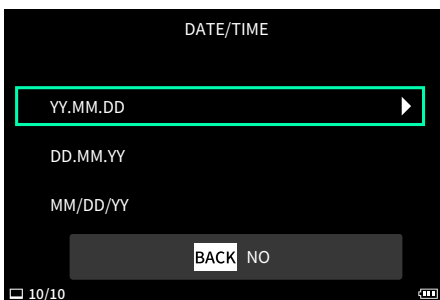 DATE/TIME
YY.MM.DD
DD.MM.YY
MM/DD/YY
BACK NO
10/10